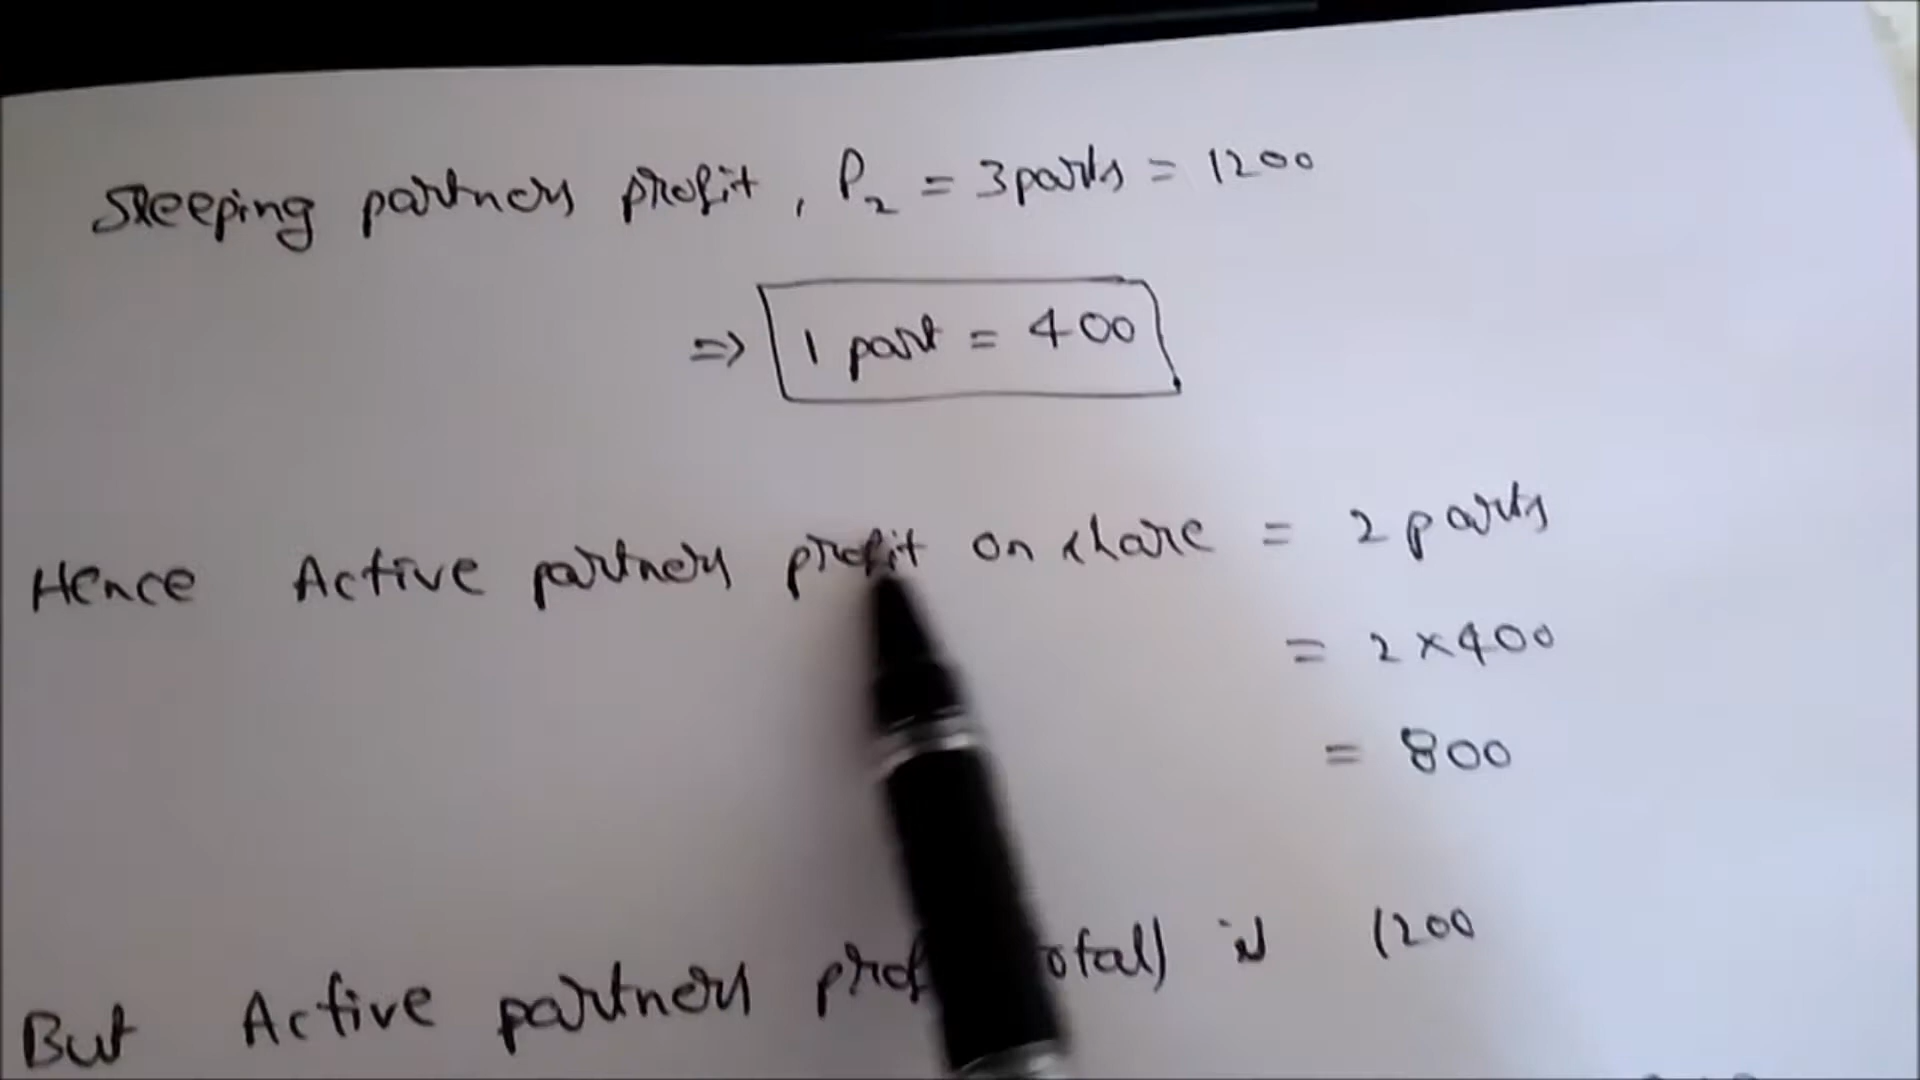 Sleeping partners profit, P₂ = 3 parts = 1200
=> 1 part = 400
Hence Active partners profit on share = 2 parts
= 2 × 400
= 800
But Active partners is 1200